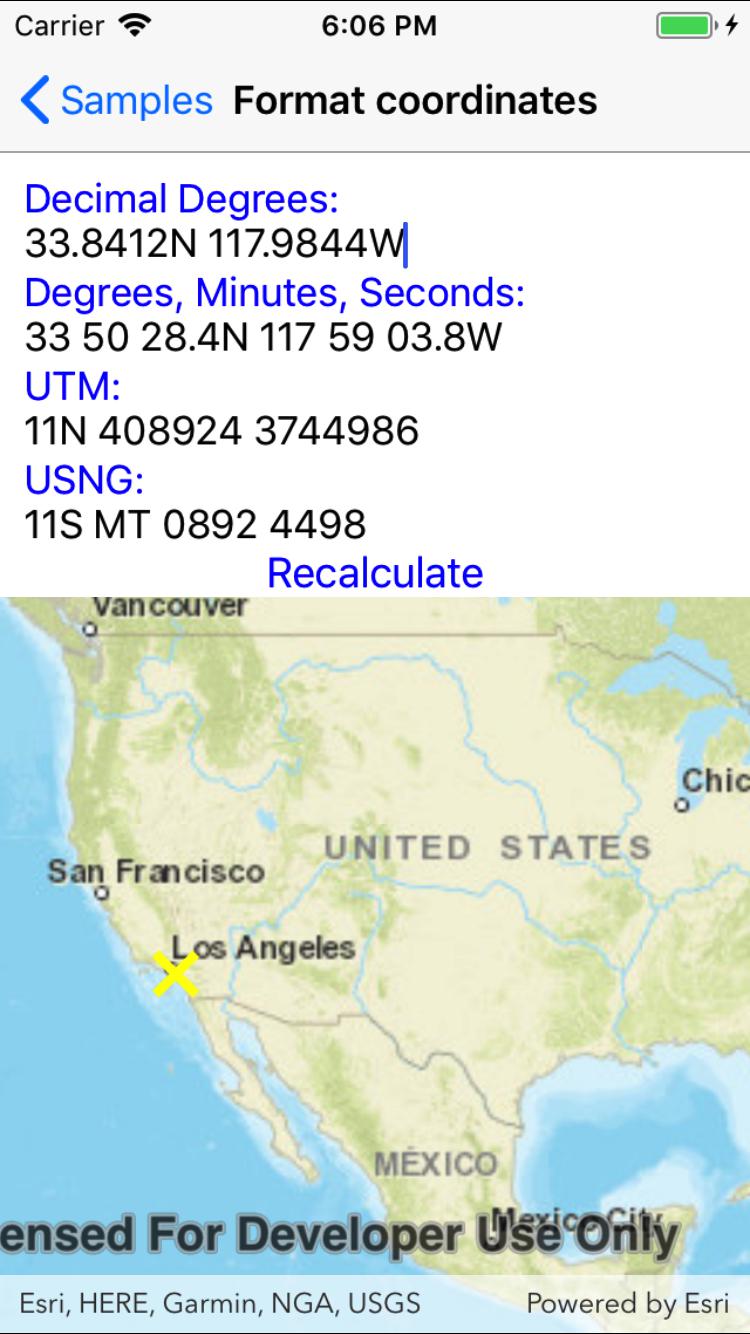 Carrier 6:06 PM
Samples Format coordinates
Decimal Degrees:
33.8412N 117.9844W
Degrees, Minutes, Seconds:
33 50 28.4N 117 59 03.8W
UTM:
11N 408924 3744986
USNG:
11S MT 0892 4498
Recalculate
Vancouver
Chic
UNITED STATES
San Francisco
Los Angeles
MÉXICO
Mexico City
ensed For Developer Use Only
Esri, HERE, Garmin, NGA, USGS Powered by Esri